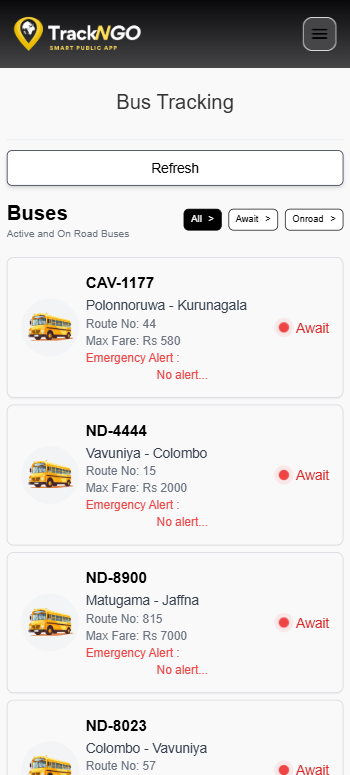 TrackNGO
SMART PUBLIC APP
Bus Tracking
Refresh
Buses
Active and On Road Buses
All >
Await >
Onroad >
CAV-1177
Polonnoruwa - Kurunagala
Route No: 44
Max Fare: Rs 580
Emergency Alert :
No alert...
Await
ND-4444
Vavuniya - Colombo
Route No: 15
Max Fare: Rs 2000
Emergency Alert :
No alert...
Await
ND-8900
Matugama - Jaffna
Route No: 815
Max Fare: Rs 7000
Emergency Alert :
No alert...
Await
ND-8023
Colombo - Vavuniya
Route No: 57
Await